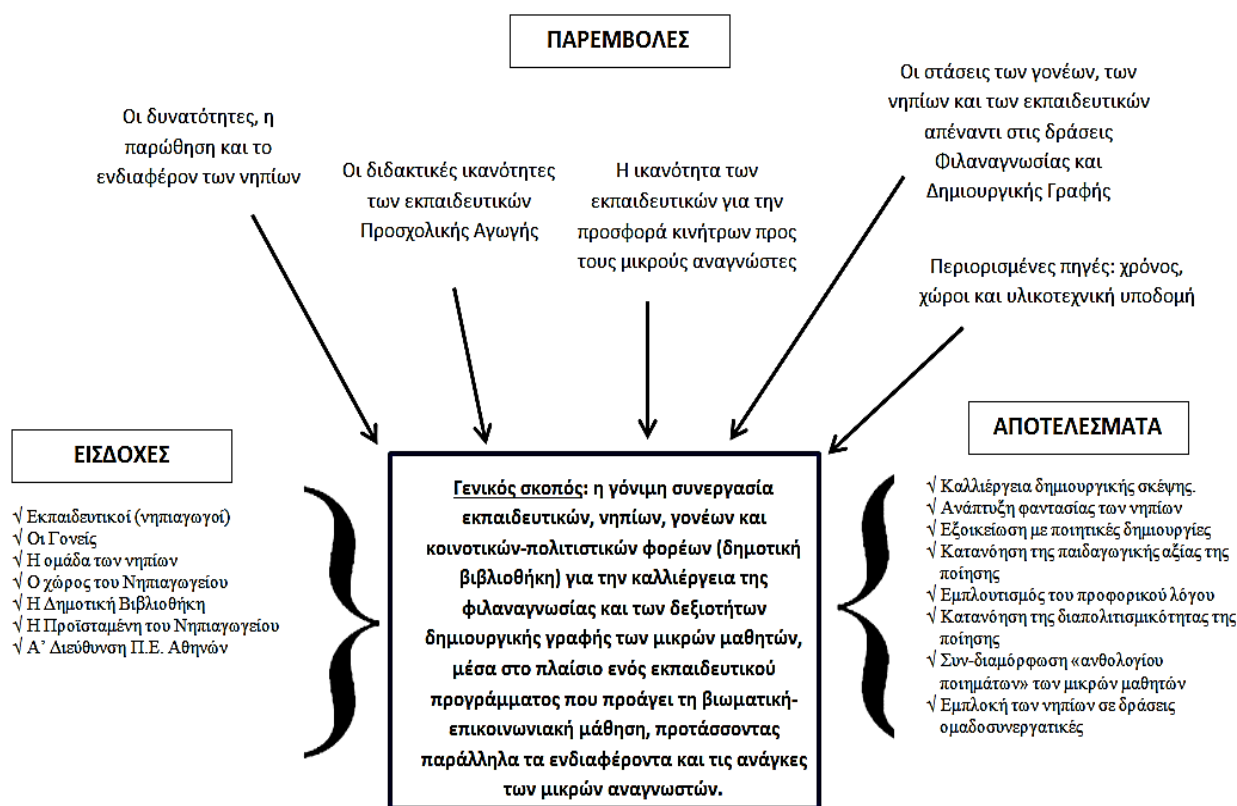 ΠΑΡΕΜΒΟΛΕΣ
Οι δυνατότητες, η
παρώθηση και το
ενδιαφέρον των νηπίων
Οι διδακτικές ικανότητες
των εκπαιδευτικών
Προσχολικής Αγωγής
Η ικανότητα των
εκπαιδευτικών για την
προσφορά κινήτρων προς
τους μικρούς αναγνώστες
Οι στάσεις των γονέων, των
νηπίων και των εκπαιδευτικών
απέναντι στις δράσεις
Φιλαναγνωσίας και
Δημιουργικής Γραφής
Περιορισμένες πηγές: χρόνος,
χώροι και υλικοτεχνική υποδομή
ΕΙΣΔΟΧΕΣ
√ Εκπαιδευτικοί (νηπιαγωγοί)
√ Οι Γονείς
√ Η ομάδα των νηπίων
√ Ο χώρος του Νηπιαγωγείου
√ Η Δημοτική Βιβλιοθήκη
√ Η Προϊσταμένη του Νηπιαγωγείου
√ Α’ Διεύθυνση Π.Ε. Αθηνών
Γενικός σκοπός: η γόνιμη συνεργασία
εκπαιδευτικών, νηπίων, γονέων και
κοινοτικών-πολιτιστικών φορέων (δημοτική
βιβλιοθήκη) για την καλλιέργεια της
φιλαναγνωσίας και των δεξιοτήτων
δημιουργικής γραφής των μικρών μαθητών,
μέσα στο πλαίσιο ενός εκπαιδευτικού
προγράμματος που προάγει τη βιωματική-
επικοινωνιακή μάθηση, προτάσσοντας
παράλληλα τα ενδιαφέροντα και τις ανάγκες
των μικρών αναγνωστών.
ΑΠΟΤΕΛΕΣΜΑΤΑ
√ Καλλιέργεια δημιουργικής σκέψης.
√ Ανάπτυξη φαντασίας των νηπίων
√ Εξοικείωση με ποιητικές δημιουργίες
√ Κατανόηση της παιδαγωγικής αξίας της
ποίησης
√ Εμπλουτισμός του προφορικού λόγου
√ Κατανόηση της διαπολιτισμικότητας της
ποίησης
√ Συν-διαμόρφωση «ανθολογίου
ποιημάτων» των μικρών μαθητών
√ Εμπλοκή των νηπίων σε δράσεις
ομαδοσυνεργατικές